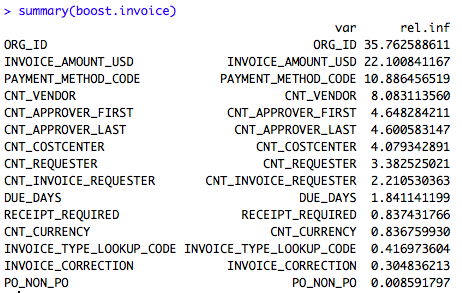 > summary(boost.invoice)
var rel.inf
ORG_ID ORG_ID 35.762588611
INVOICE_AMOUNT_USD INVOICE_AMOUNT_USD 22.100841167
PAYMENT_METHOD_CODE PAYMENT_METHOD_CODE 10.886456519
CNT_VENDOR CNT_VENDOR 8.083113560
CNT_APPROVER_FIRST CNT_APPROVER_FIRST 4.648284211
CNT_APPROVER_LAST CNT_APPROVER_LAST 4.600583147
CNT_COSTCENTER CNT_COSTCENTER 4.079342891
CNT_REQUESTER CNT_REQUESTER 3.382525021
CNT_INVOICE_REQUESTER CNT_INVOICE_REQUESTER 2.210530363
DUE_DAYS DUE_DAYS 1.841141199
RECEIPT_REQUIRED RECEIPT_REQUIRED 0.837431766
CNT_CURRENCY CNT_CURRENCY 0.836759930
INVOICE_TYPE_LOOKUP_CODE INVOICE_TYPE_LOOKUP_CODE 0.416973604
INVOICE_CORRECTION INVOICE_CORRECTION 0.304836213
PO_NON_PO PO_NON_PO 0.008591797